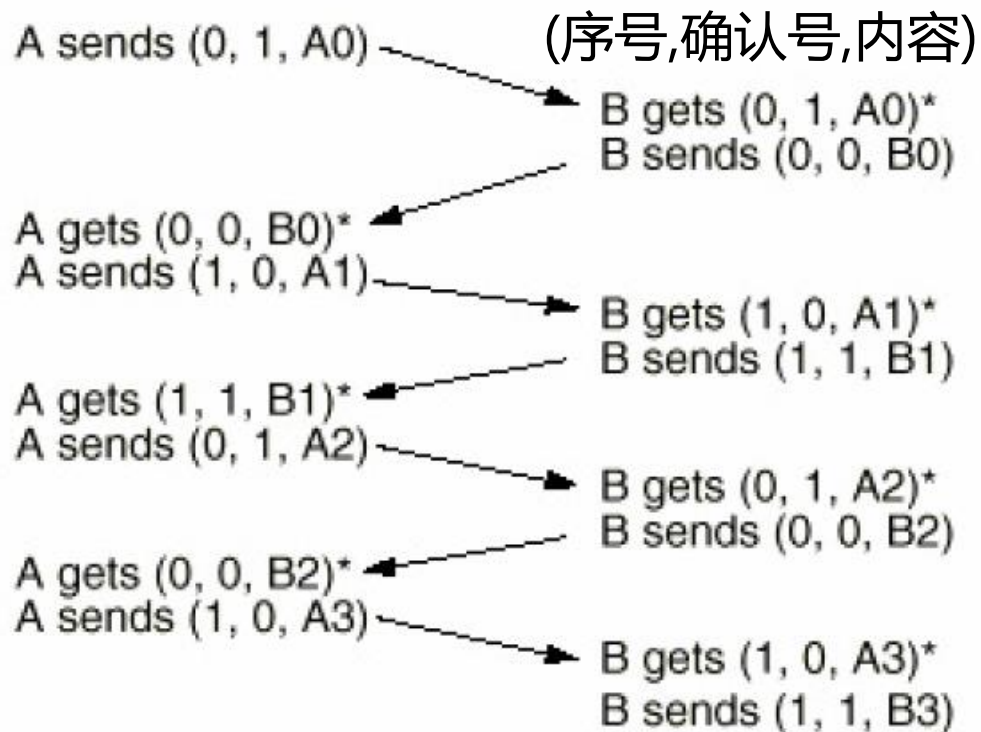 A sends (0, 1, A0)
(序号,确认号,内容)
B gets (0, 1, A0)*
B sends (0, 0, B0)
A gets (0, 0, B0)*
A sends (1, 0, A1)
B gets (1, 0, A1)*
B sends (1, 1, B1)
A gets (1, 1, B1)*
A sends (0, 1, A2)
B gets (0, 1, A2)*
B sends (0, 0, B2)
A gets (0, 0, B2)*
A sends (1, 0, A3)
B gets (1, 0, A3)*
B sends (1, 1, B3)